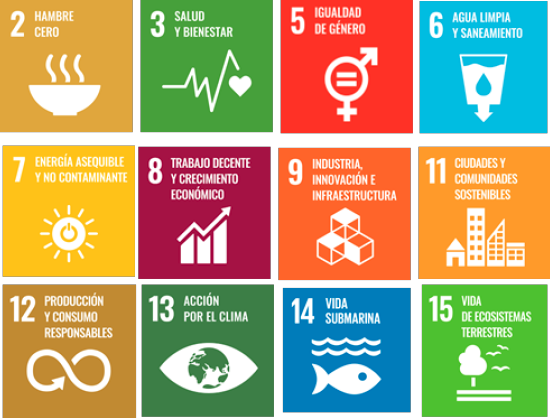 2 HAMBRE
CERO
3 SALUD
Y BIENESTAR
5 IGUALDAD
DE GÉNERO
6 AGUA LIMPIA
Y SANEAMIENTO
7 ENERGÍA ASEQUIBLE
Y NO CONTAMINANTE
8 TRABAJO DECENTE
Y CRECIMIENTO
ECONÓMICO
9 INDUSTRIA,
INNOVACIÓN E
INFRAESTRUCTURA
11 CIUDADES Y
COMUNIDADES
SOSTENIBLES
12 PRODUCCIÓN
Y CONSUMO
RESPONSABLES
13 ACCIÓN
POR EL CLIMA
14 VIDA
SUBMARINA
15 VIDA
DE ECOSISTEMAS
TERRESTRES